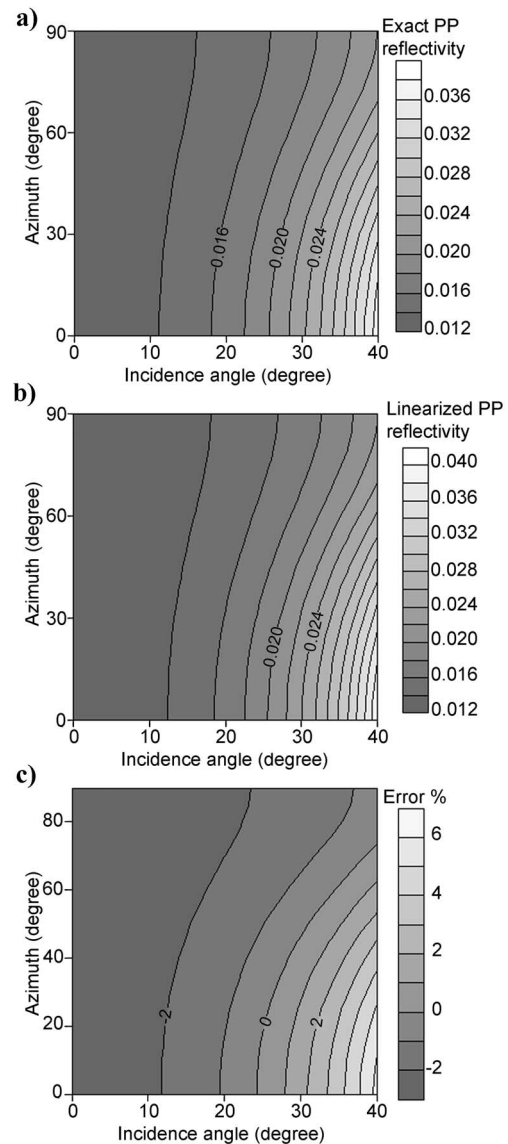 a)
Exact PP
reflectivity
90
60
30
0
Azimuth (degree)
0.016
0.020
0.024
0.036
0.032
0.028
0.024
0.020
0.016
0.012
0 10 20 30 40
Incidence angle (degree)
b)
Linearized PP
reflectivity
90
60
30
0
Azimuth (degree)
0.020
0.024
0.040
0.036
0.032
0.028
0.024
0.020
0.016
0.012
0 10 20 30 40
Incidence angle (degree)
c)
Error %
80
60
40
20
0
Azimuth (degree)
-2
0
2
6
4
2
0
-2
0 10 20 30 40
Incidence angle (degree)